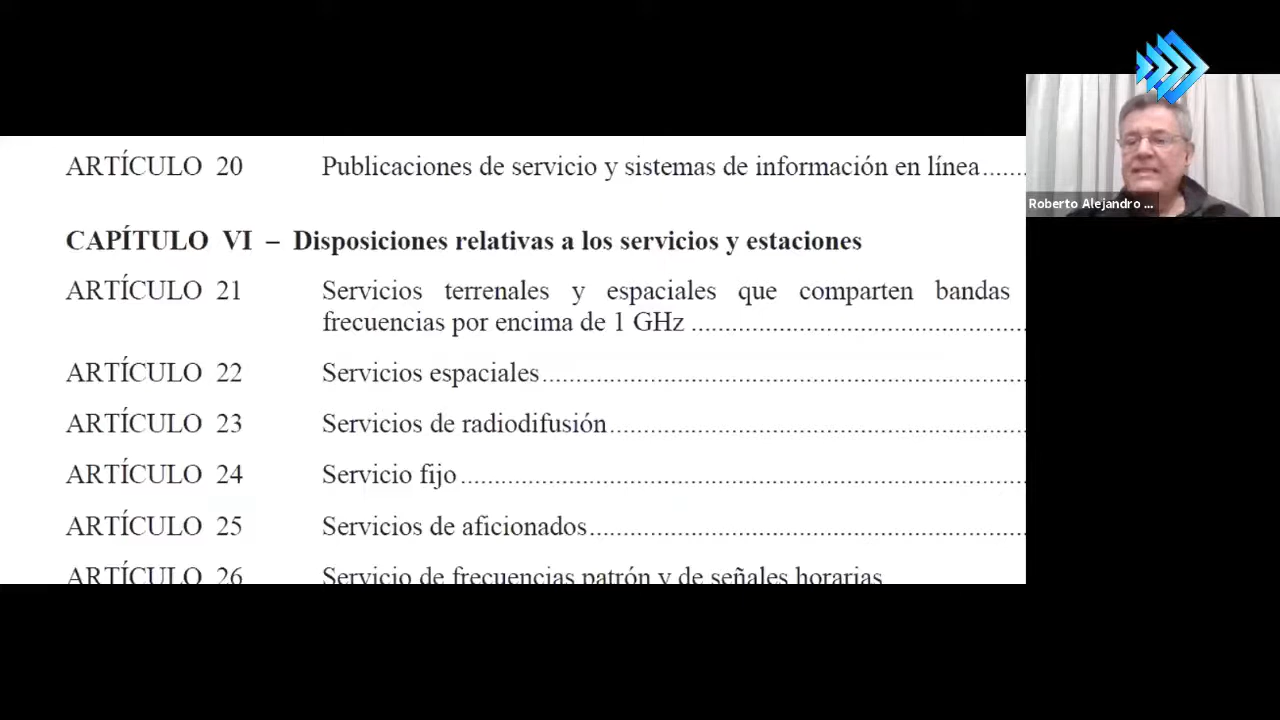 ARTÍCULO 20 Publicaciones de servicio y sistemas de información en línea......
Roberto Alejandro ...
CAPÍTULO VI – Disposiciones relativas a los servicios y estaciones
ARTÍCULO 21 Servicios terrenales y espaciales que comparten bandas
frecuencias por encima de 1 GHz ..................................................
ARTÍCULO 22 Servicios espaciales........................................................................
ARTÍCULO 23 Servicios de radiodifusión..............................................................
ARTÍCULO 24 Servicio fijo.....................................................................................
ARTÍCULO 25 Servicios de aficionados.................................................................
ARTÍCULO 26 Servicio de frecuencias patrón y de señales horarias